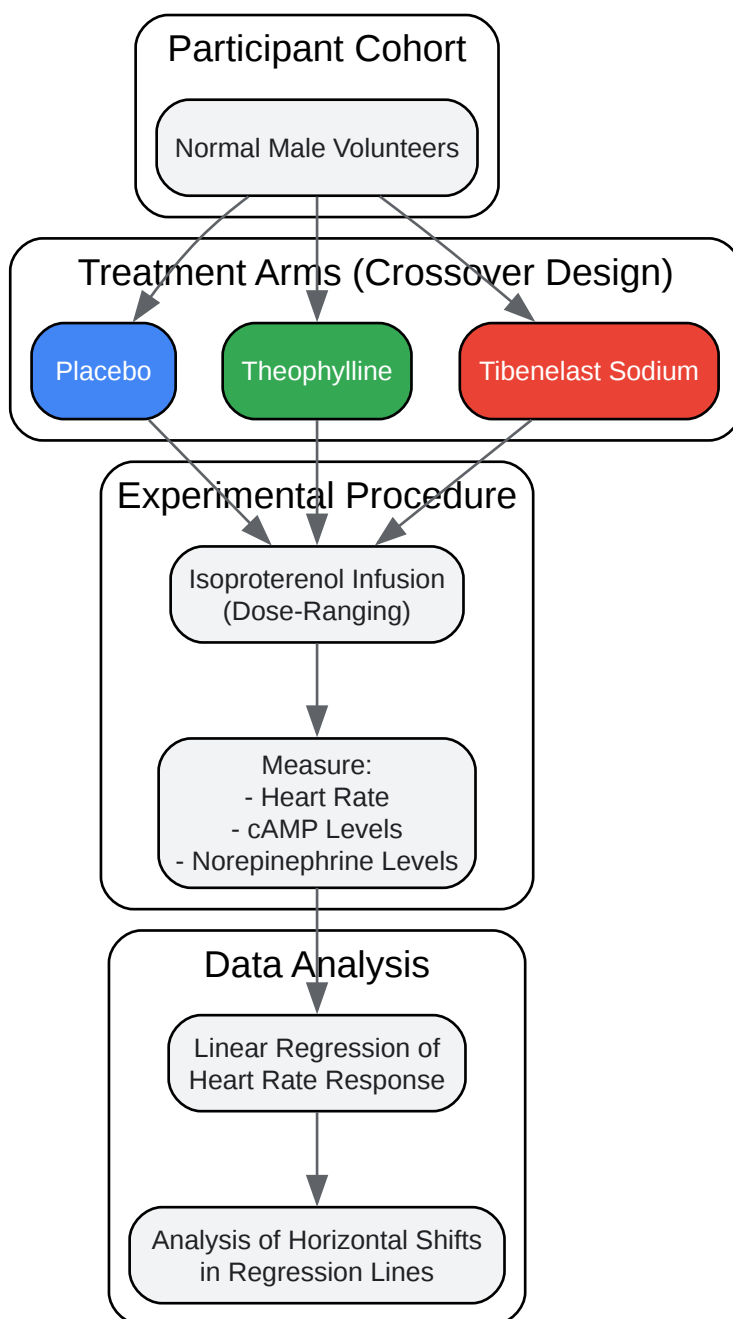 Participant Cohort
Normal Male Volunteers
Treatment Arms (Crossover Design)
Placebo
Theophylline
Tibenelast Sodium
Experimental Procedure
Isoproterenol Infusion
(Dose-Ranging)
Measure:
- Heart Rate
- cAMP Levels
- Norepinephrine Levels
Data Analysis
Linear Regression of
Heart Rate Response
Analysis of Horizontal Shifts
in Regression Lines